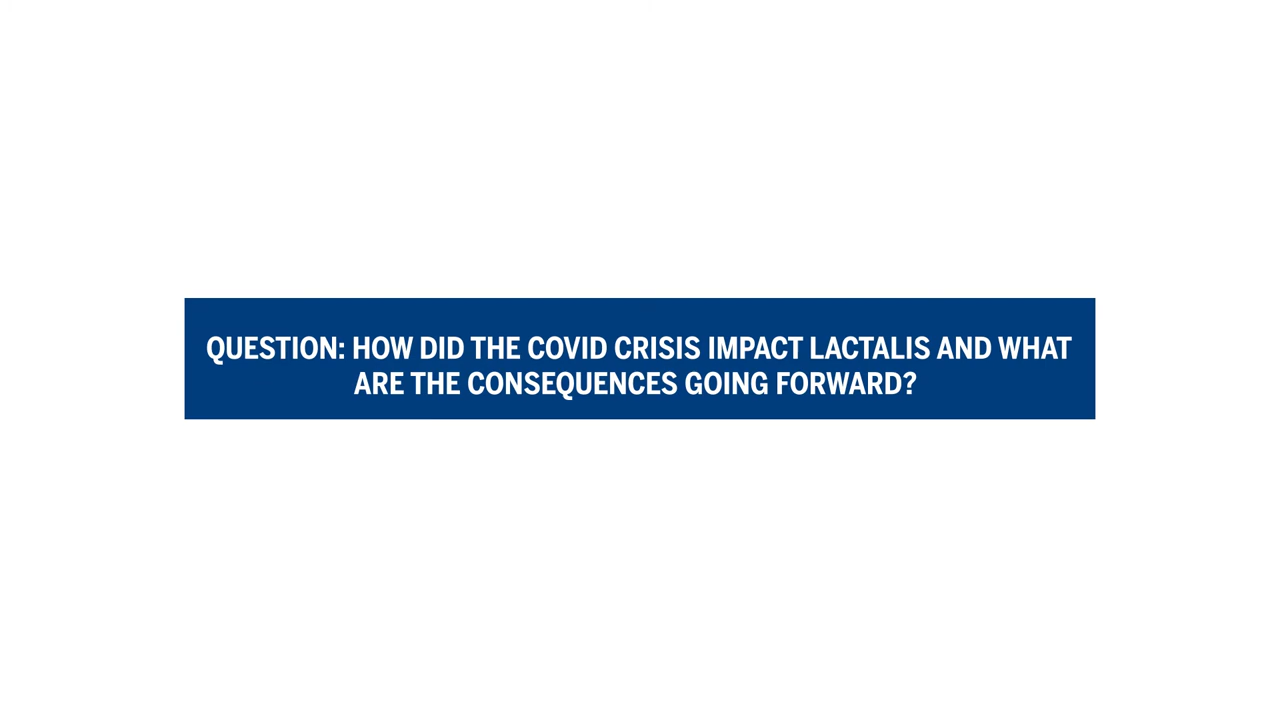 QUESTION: HOW DID THE COVID CRISIS IMPACT LACTALIS AND WHAT
ARE THE CONSEQUENCES GOING FORWARD?